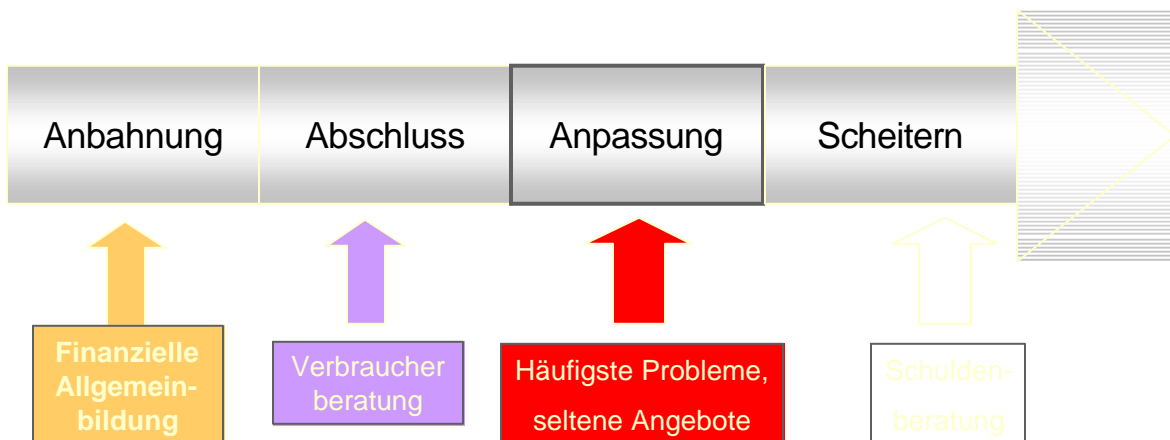 Anbahnung
Abschluss
Anpassung
Scheitern
Finanzielle
Allgemein-
bildung
Verbraucher
beratung
Häufigste Probleme,
seltene Angebote
Schulden-
beratung